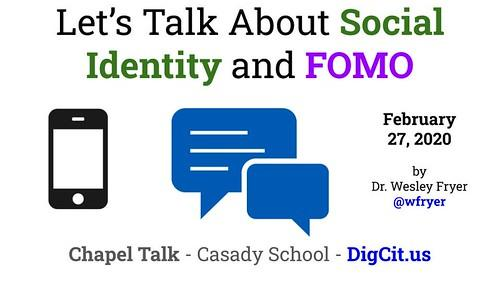 Let's Talk About Social
Identity and FOMO
February
27, 2020
by
Dr. Wesley Fryer
@wfryer
Chapel Talk - Casady School - DigCit.us